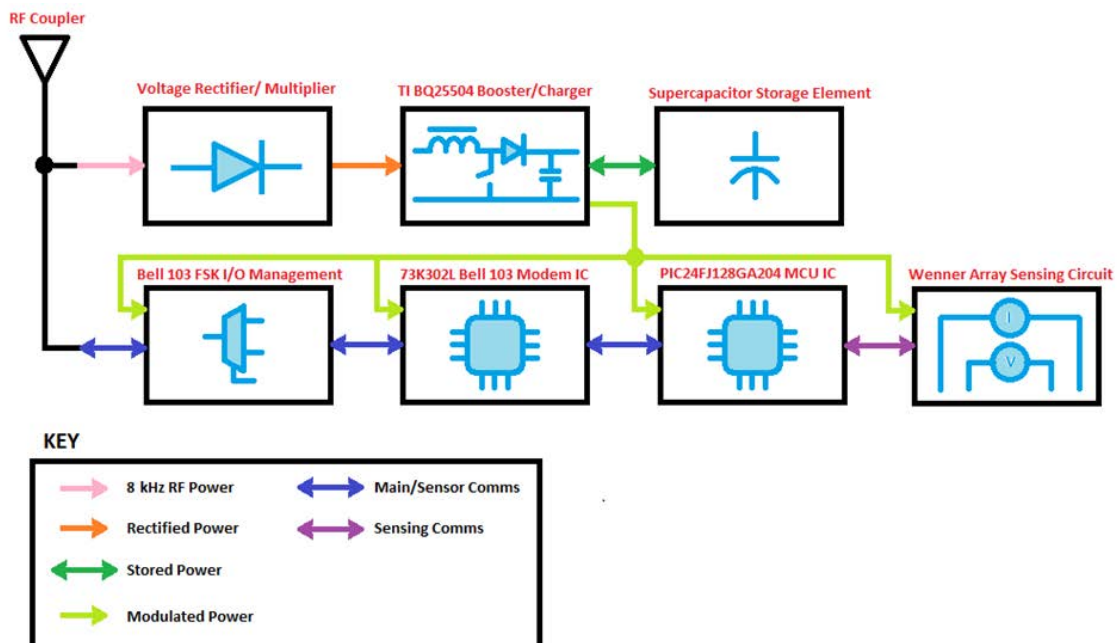 RF Coupler
Voltage Rectifier/ Multiplier
TI BQ25504 Booster/Charger
Supercapacitor Storage Element
Bell 103 FSK I/O Management
73K302L Bell 103 Modem IC
PIC24FJ128GA204 MCU IC
Wenner Array Sensing Circuit
I
V
KEY
8 kHz RF Power
Main/Sensor Comms
Rectified Power
Sensing Comms
Stored Power
Modulated Power